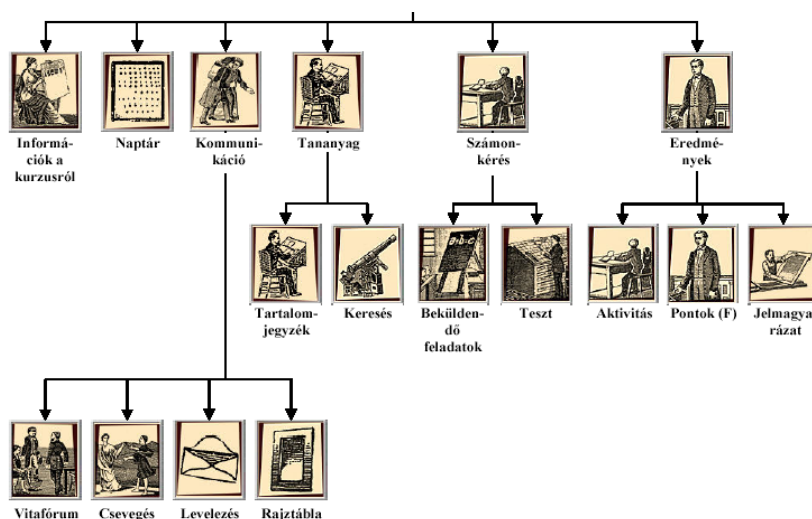 Informá-
ciók a
kurzusról
Naptár
Kommuni-
káció
Tananyag
Számon-
kérés
Eredmé-
nyek
Tartalom-
jegyzék
Keresés
Bekülden-
dő
feladatok
Teszt
Aktivitás
Pontok (F)
Jelmagya
rázat
Vitafórum
Csevegés
Levelezés
Rajztábla